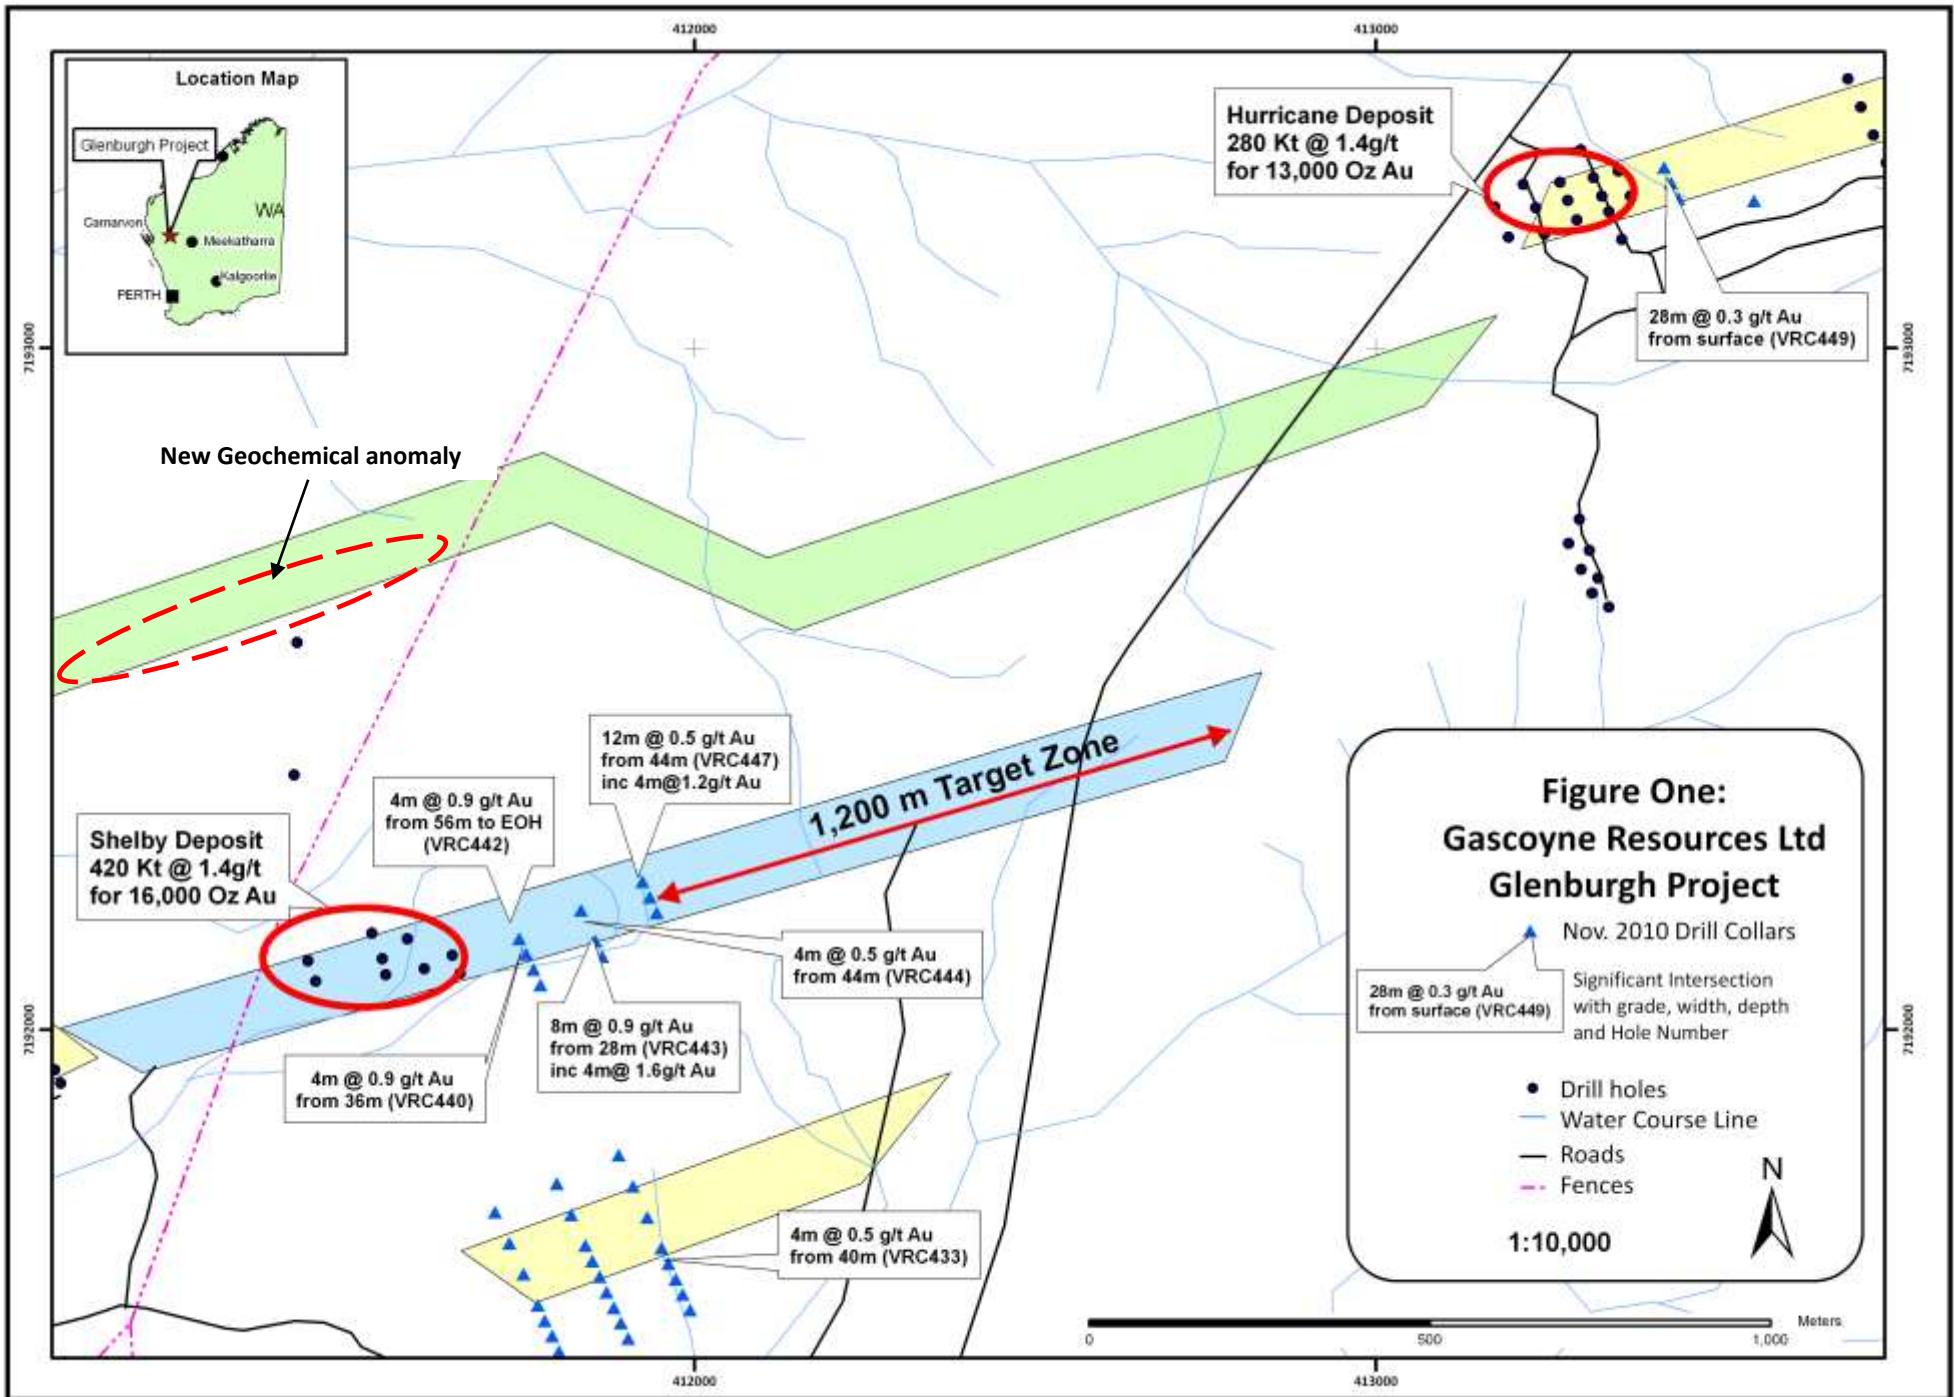 412000
413000
Location Map
Glenburgh Project
WA
Carnarvon
Meekatharra
Kalgoorlie
PERTH
Hurricane Deposit
280 Kt @ 1.4g/t
for 13,000 Oz Au
28m @ 0.3 g/t Au
from surface (VRC449)
7193000
7193000
New Geochemical anomaly
12m @ 0.5 g/t Au
from 44m (VRC447)
inc 4m@1.2g/t Au
1,200 m Target Zone
4m @ 0.9 g/t Au
from 56m to EOH
(VRC442)
Shelby Deposit
420 Kt @ 1.4g/t
for 16,000 Oz Au
4m @ 0.5 g/t Au
from 44m (VRC444)
8m @ 0.9 g/t Au
from 28m (VRC443)
inc 4m@ 1.6g/t Au
4m @ 0.9 g/t Au
from 36m (VRC440)
4m @ 0.5 g/t Au
from 40m (VRC433)
7192000
7192000
Figure One:
Gascoyne Resources Ltd
Glenburgh Project
Nov. 2010 Drill Collars
28m @ 0.3 g/t Au
from surface (VRC449)
Significant Intersection
with grade, width, depth
and Hole Number
Drill holes
Water Course Line
Roads
Fences
N
1:10,000
Meters
0
500
1,000
412000
413000